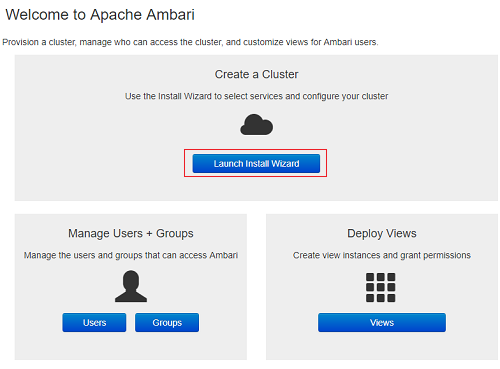 Welcome to Apache Ambari
Provision a cluster, manage who can access the cluster, and customize views for Ambari users.
Create a Cluster
Use the Install Wizard to select services and configure your cluster
Launch Install Wizard
Manage Users + Groups
Manage the users and groups that can access Ambari
Users
Groups
Deploy Views
Create view instances and grant permissions
Views